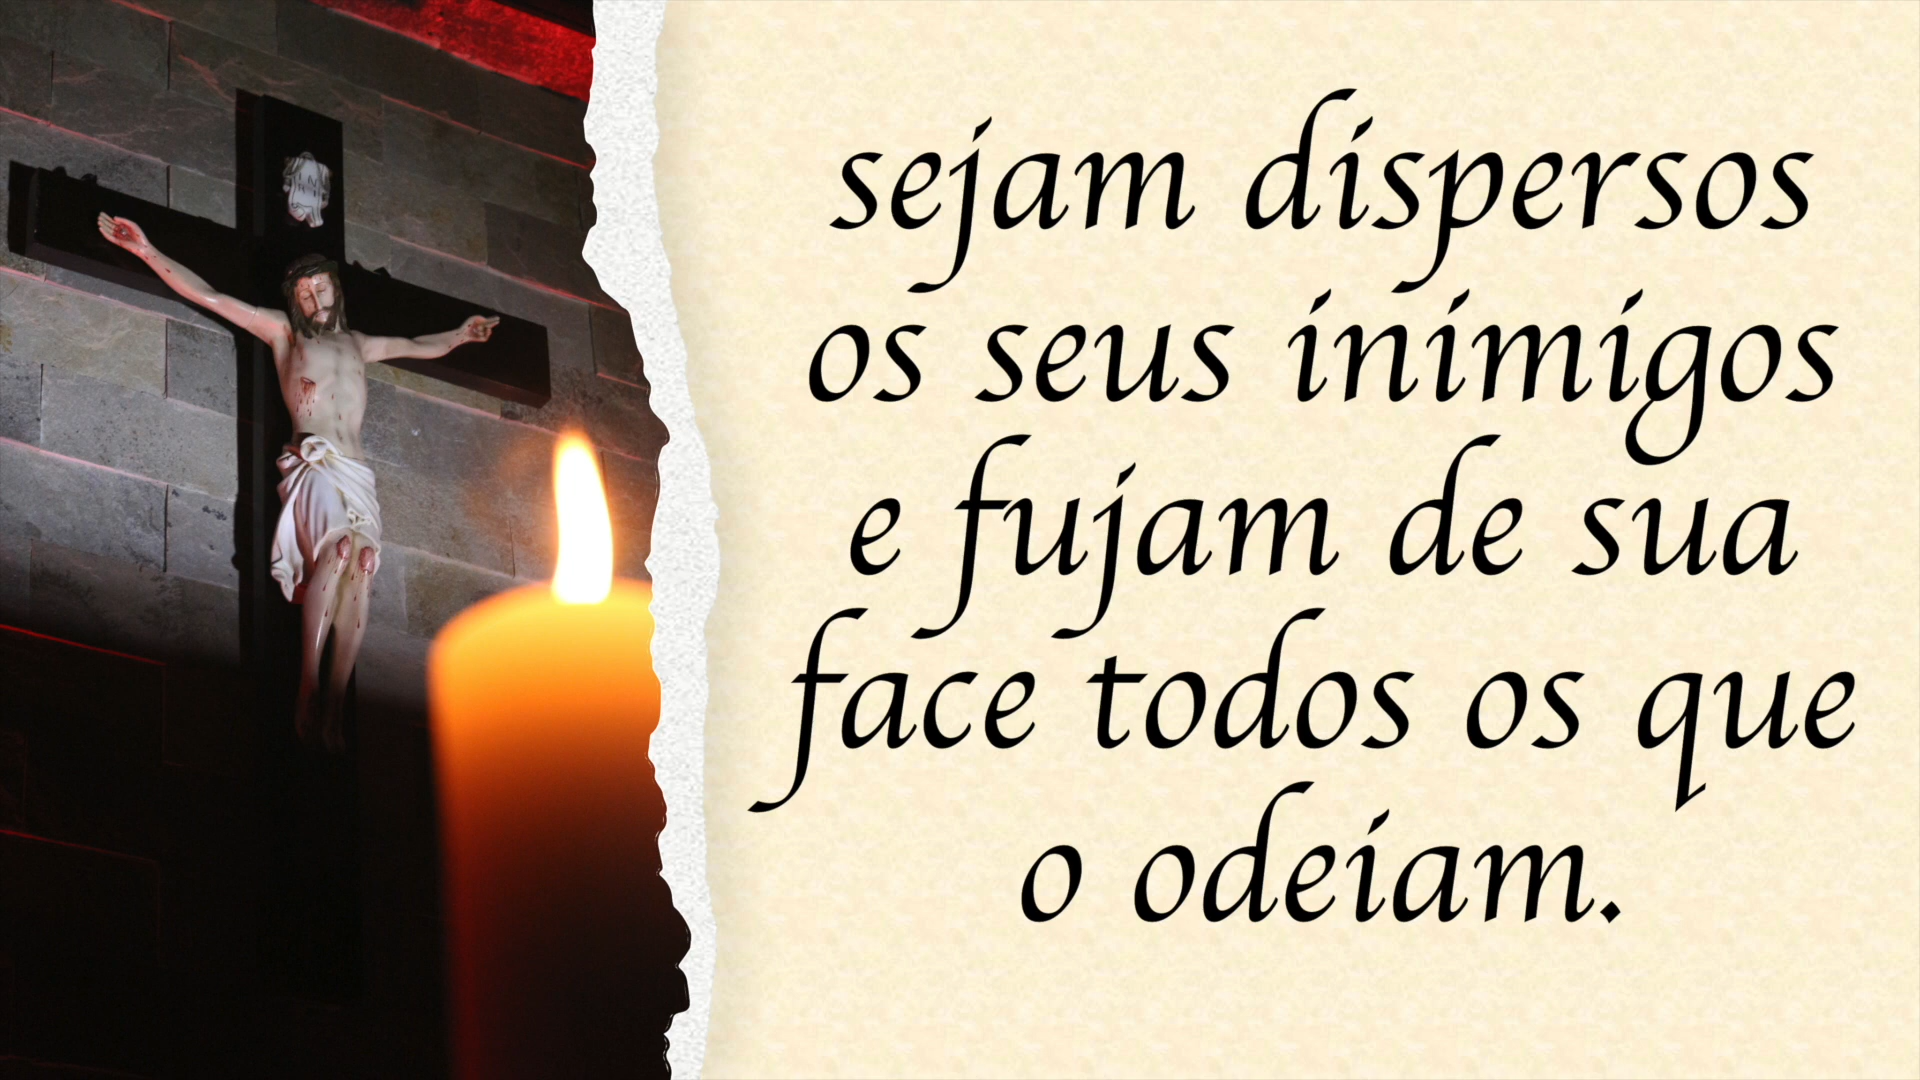 sejam dispersos
os seus inimigos
e fujam de sua
face todos os que
o odeiam.